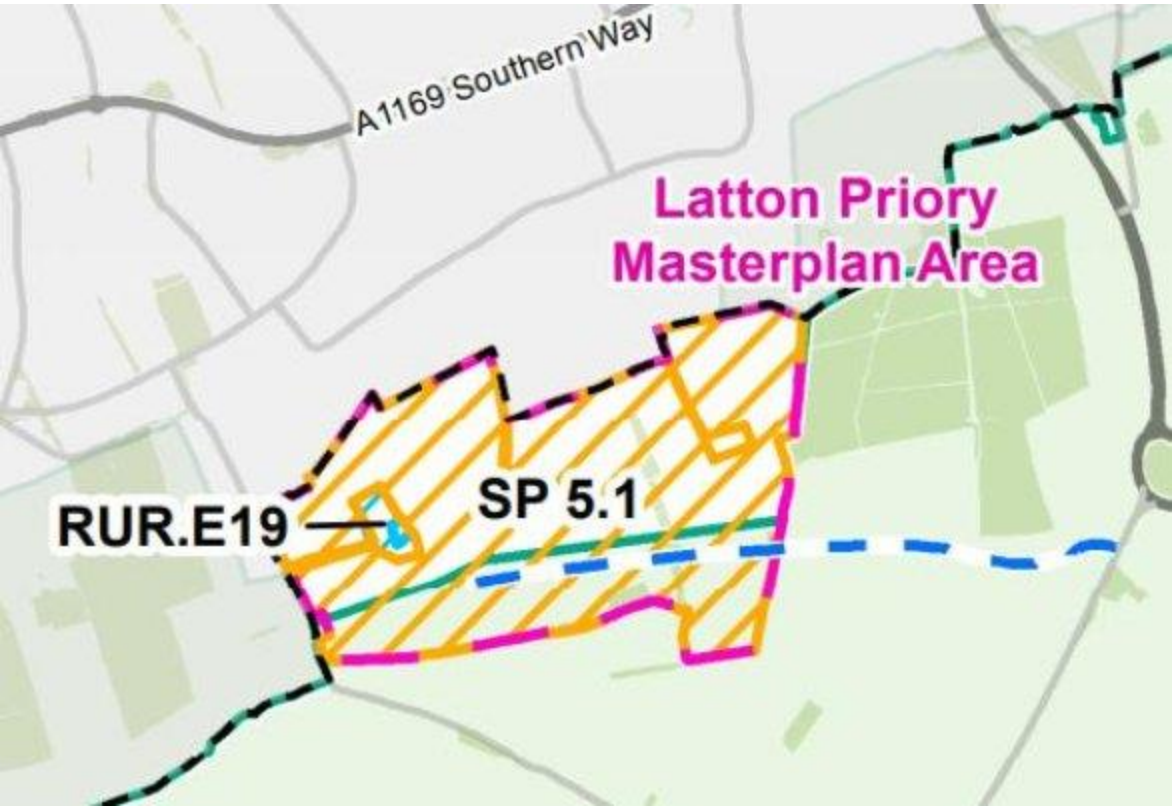 A1169 Southern Way
Latton Priory
Masterplan Area
RUR.E19
SP 5.1